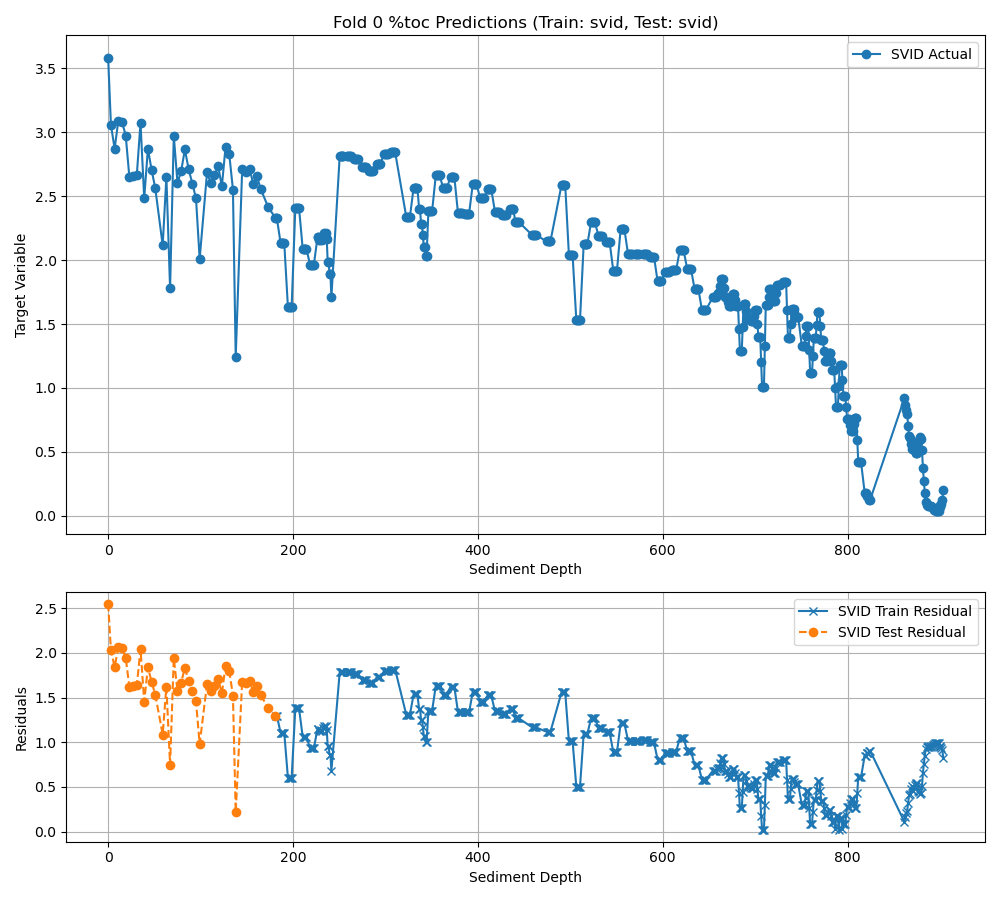 Fold 0 %toc Predictions (Train: svid, Test: svid)
SVID Actual
3.5
3.0
2.5
2.0
1.5
1.0
0.5
0.0
Target Variable
0 200 400 600 800
Sediment Depth
SVID Train Residual
SVID Test Residual
2.5
2.0
1.5
1.0
0.5
0.0
Residuals
0 200 400 600 800
Sediment Depth